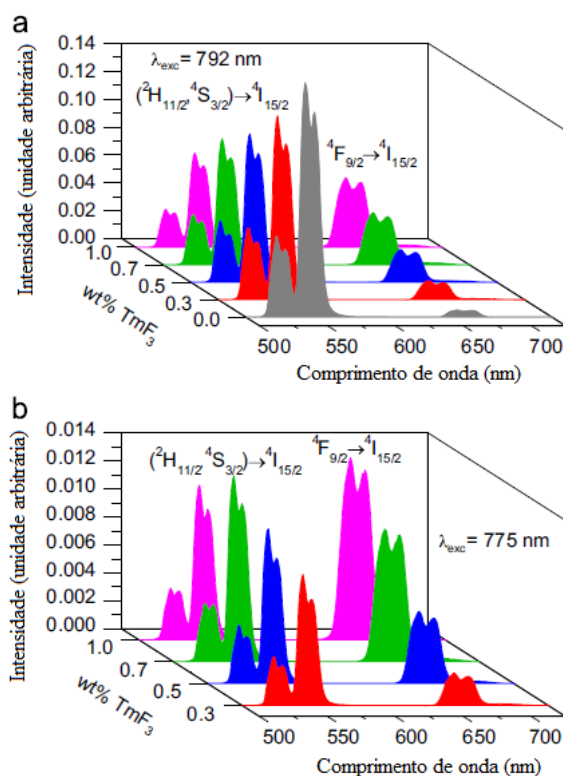 a
Intensidade (unidade arbitrária)
0.14
0.12
0.10
0.08
0.06
0.04
0.02
0.00
λexc= 792 nm
(²H11/2,⁴S3/2)→⁴I15/2
⁴F9/2→⁴I15/2
1.0
0.7
0.5
0.3
0.0
wt% TmF₃
500 550 600 650 700
Comprimento de onda (nm)
b
Intensidade (unidade arbitrária)
0.014
0.012
0.010
0.008
0.006
0.004
0.002
0.000
(²H11/2,⁴S3/2)→⁴I15/2
⁴F9/2→⁴I15/2
λexc= 775 nm
1.0
0.7
0.5
0.3
wt% TmF₃
500 550 600 650 700
Comprimento de onda (nm)